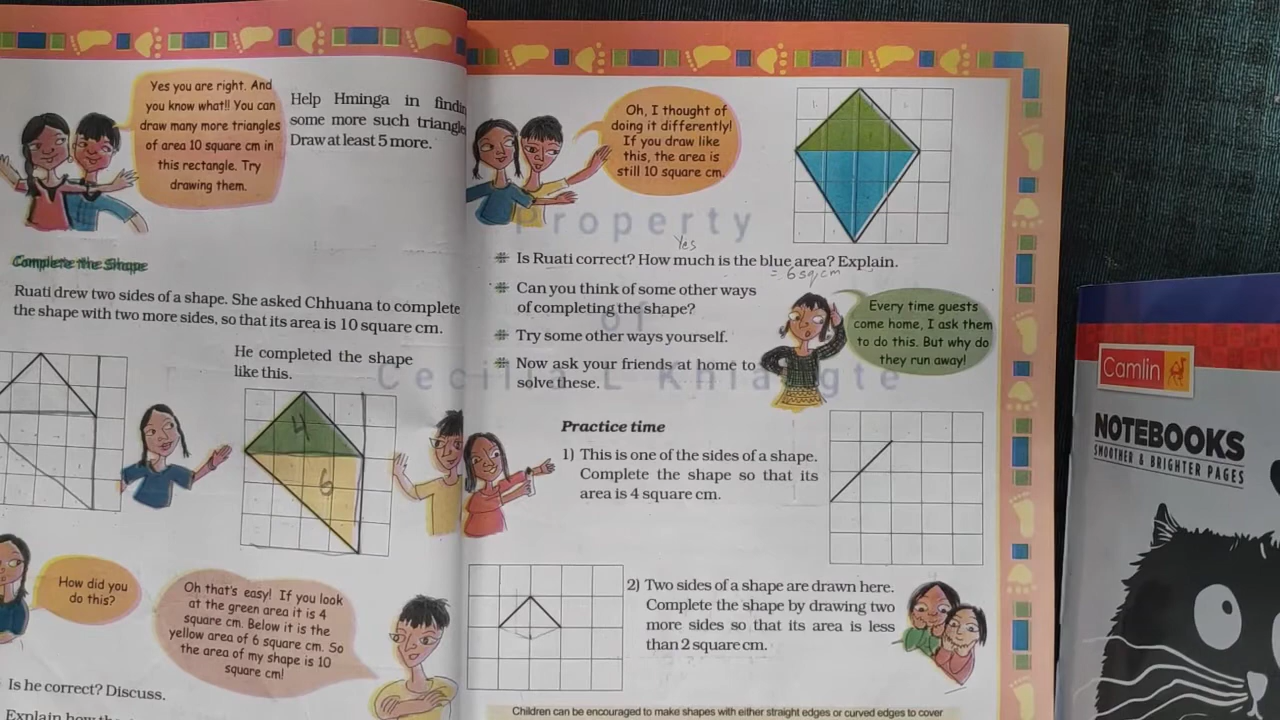 Yes you are right. And
you know what!! You can
draw many more triangles
of area 10 square cm in
this rectangle. Try
drawing them.
Help Hminga in
some more such
Draw at least 5 more.
Complete the Shape
Ruati drew two sides of a shape. She asked Chhuana to complete
the shape with two more sides, so that its area is 10 square cm.
He completed the shape
like this.
4
6
How did you
do this?
Oh that's easy! If you look
at the green area it is 4
square cm. Below it is the
yellow area of 6 square cm. So
the area of my shape is 10
square cm!
Is he correct? Discuss.
Explain how
Oh, I thought of
doing it differently!
If you draw like
this, the area is
still 10 square cm.
Property
of
Yes
Is Ruati correct? How much is the blue area? Explain.
= 6 sq cm
Can you think of some other ways
of completing the shape?
Try some other ways yourself.
Now ask your friends at home to
solve these.
Every time guests
come home, I ask them
to do this. But why do
they run away!
Cecilia L Khiangte
Practice time
1) This is one of the sides of a shape.
Complete the shape so that its
area is 4 square cm.
2) Two sides of a shape are drawn here.
Complete the shape by drawing two
more sides so that its area is less
than 2 square cm.
Children can be encouraged to make shapes with either straight edges or curved edges to cover
Camlin
NOTEBOOKS
SMOOTHER & BRIGHTER PAGES